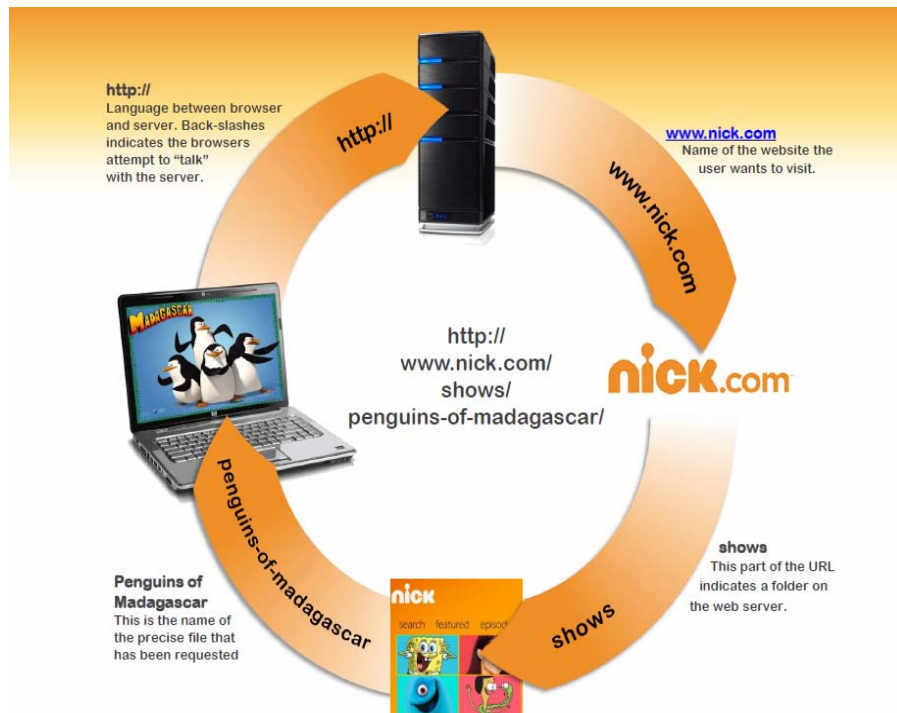 http://
Language between browser
and server. Back-slashes
indicates the browsers
attempt to “talk”
with the server.
http://
www.nick.com
Name of the website the
user wants to visit.
www.nick.com
MADAGASCAR
http://
www.nick.com/
shows/
penguins-of-madagascar/
nick.com
penguins-of-madagascar
shows
This part of the URL
indicates a folder on
the web server.
Penguins of
Madagascar
This is the name of
the precise file that
has been requested
nick
search featured episod
shows